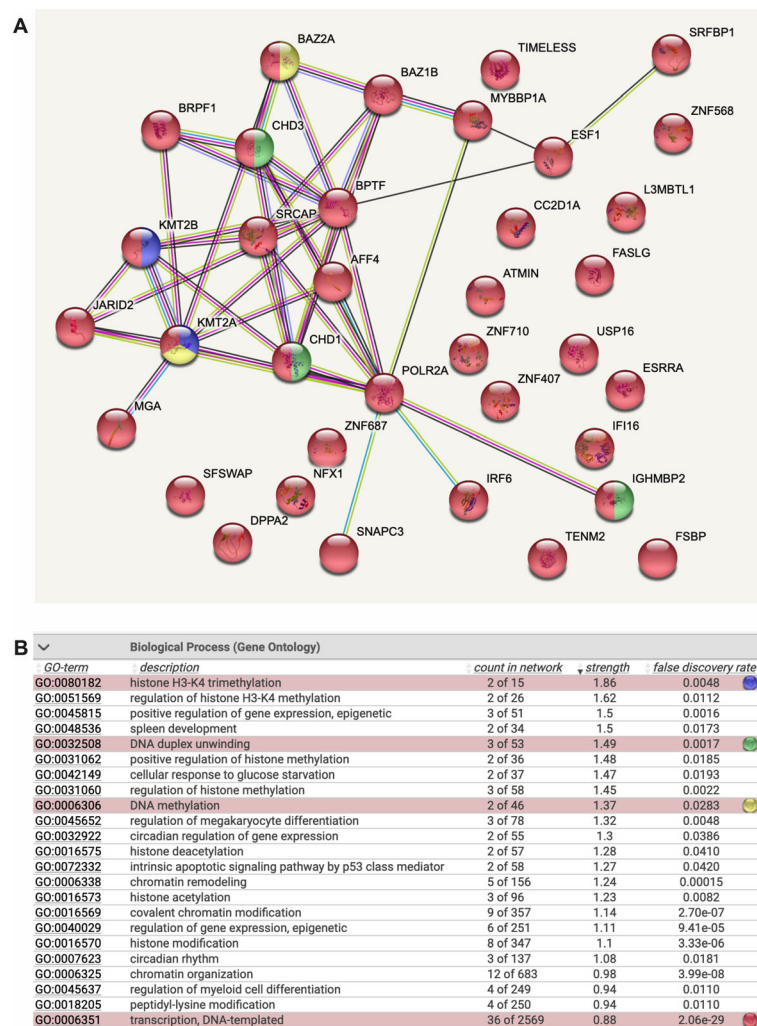 A
BAZ2A
TIMELESS
SRFBP1
BAZ1B
MYBBP1A
BRPF1
CHD3
ESF1
ZNF568
BPTF
L3MBTL1
KMT2B
SRCAP
CC2D1A
AFF4
FASLG
ATMIN
JARID2
KMT2A
CHD1
ZNF710
USP16
POLR2A
ZNF407
ESRRA
MGA
ZNF687
IFI16
SFSWAP
NFX1
IRF6
IGHMBP2
DPPA2
SNAPC3
TENM2
FSBP
B
Biological Process (Gene Ontology)
GO-term description count in network strength false discovery rate
GO:0080182 histone H3-K4 trimethylation 2 of 15 1.86 0.0048
GO:0051569 regulation of histone H3-K4 methylation 2 of 26 1.62 0.0112
GO:0045815 positive regulation of gene expression, epigenetic 3 of 51 1.5 0.0016
GO:0048536 spleen development 2 of 34 1.5 0.0173
GO:0032508 DNA duplex unwinding 3 of 53 1.49 0.0017
GO:0031062 positive regulation of histone methylation 2 of 36 1.48 0.0185
GO:0042149 cellular response to glucose starvation 2 of 37 1.47 0.0193
GO:0031060 regulation of histone methylation 3 of 58 1.45 0.0022
GO:0006306 DNA methylation 2 of 46 1.37 0.0283
GO:0045652 regulation of megakaryocyte differentiation 3 of 78 1.32 0.0048
GO:0032922 circadian regulation of gene expression 2 of 55 1.3 0.0386
GO:0016575 histone deacetylation 2 of 57 1.28 0.0410
GO:0072332 intrinsic apoptotic signaling pathway by p53 class mediator 2 of 58 1.27 0.0420
GO:0006338 chromatin remodeling 5 of 156 1.24 0.00015
GO:0016573 histone acetylation 3 of 96 1.23 0.0082
GO:0016569 covalent chromatin modification 9 of 357 1.14 2.70e-07
GO:0040029 regulation of gene expression, epigenetic 6 of 251 1.11 9.41e-05
GO:0016570 histone modification 8 of 347 1.1 3.33e-06
GO:0007623 circadian rhythm 3 of 137 1.08 0.0181
GO:0006325 chromatin organization 12 of 683 0.98 3.99e-08
GO:0045637 regulation of myeloid cell differentiation 4 of 249 0.94 0.0110
GO:0018205 peptidyl-lysine modification 4 of 250 0.94 0.0110
GO:0006351 transcription, DNA-templated 36 of 2569 0.88 2.06e-29